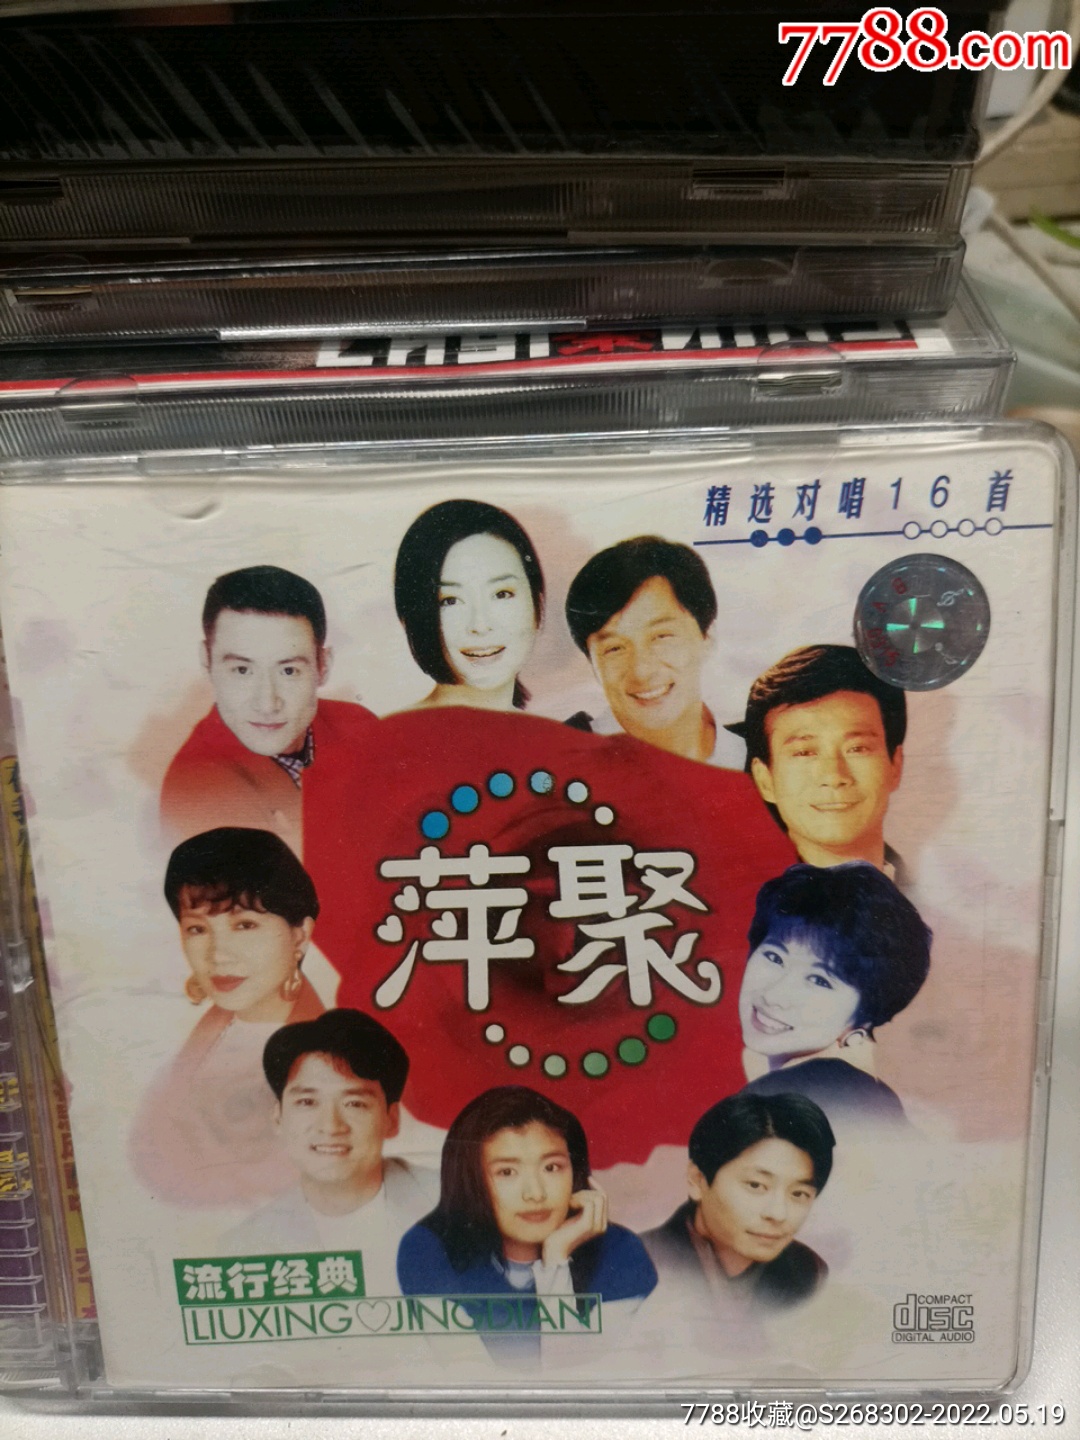 7788.com
精选对唱16首
萍聚
流行经典
LIUXING♡JINGDIAN
COMPACT
disc
DIGITAL AUDIO
7788收藏@S268302-2022.05.19